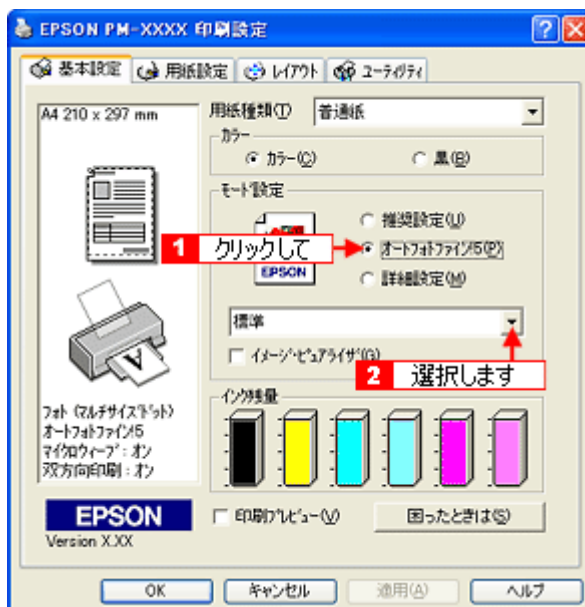 EPSON PM-XXXX 印刷設定
基本設定 用紙設定 レイアウト ユーティリティ
A4 210 x 297 mm
用紙種類(T) 普通紙
カラー
カラー(C) 黒(B)
モード設定
推奨設定(U)
1 クリックして オートフォトファイン!5(P)
EPSON
詳細設定(M)
標準
イメージ・ピュアライザ(G)
2 選択します
インク残量
A
フォト (マルチサイズドット)
オートフォトファイン!5
マイクロウィーブ : オン
双方向印刷 : オン
EPSON
Version X.XX
印刷プレビュー(V) 困ったときは(S)
OK キャンセル 適用(A) ヘルプ